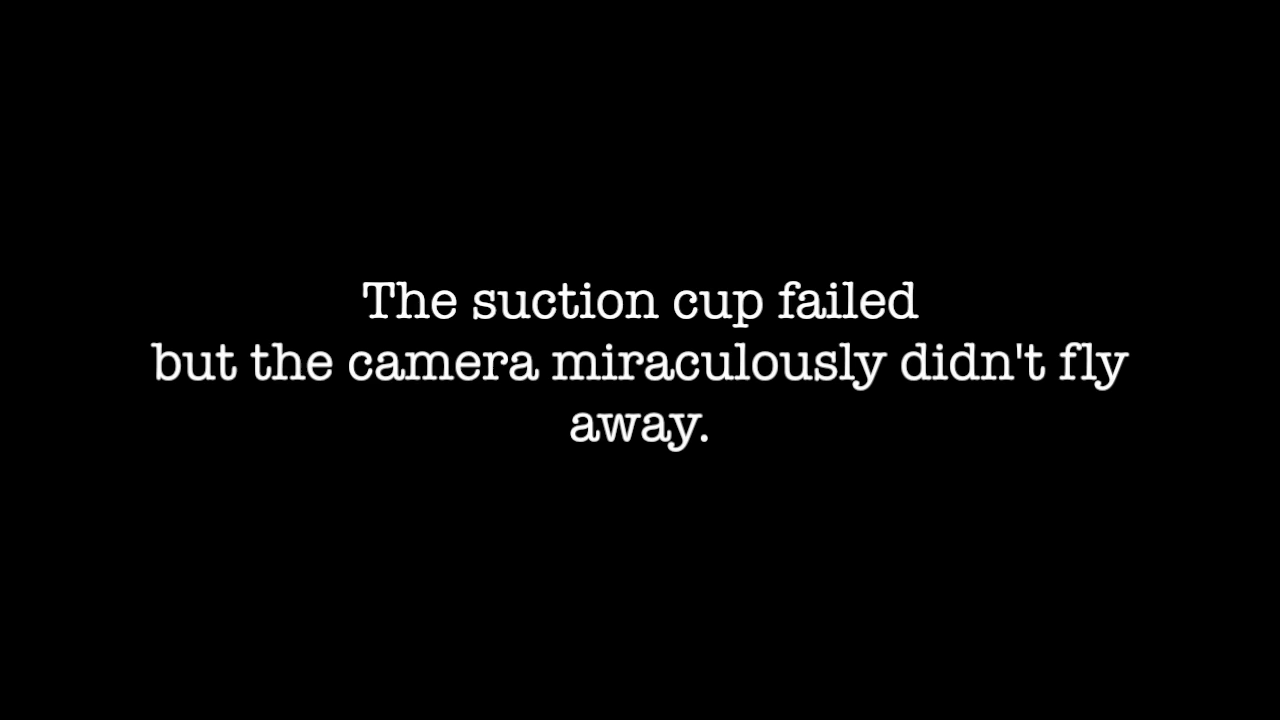 The suction cup failed
but the camera miraculously didn't fly
away.